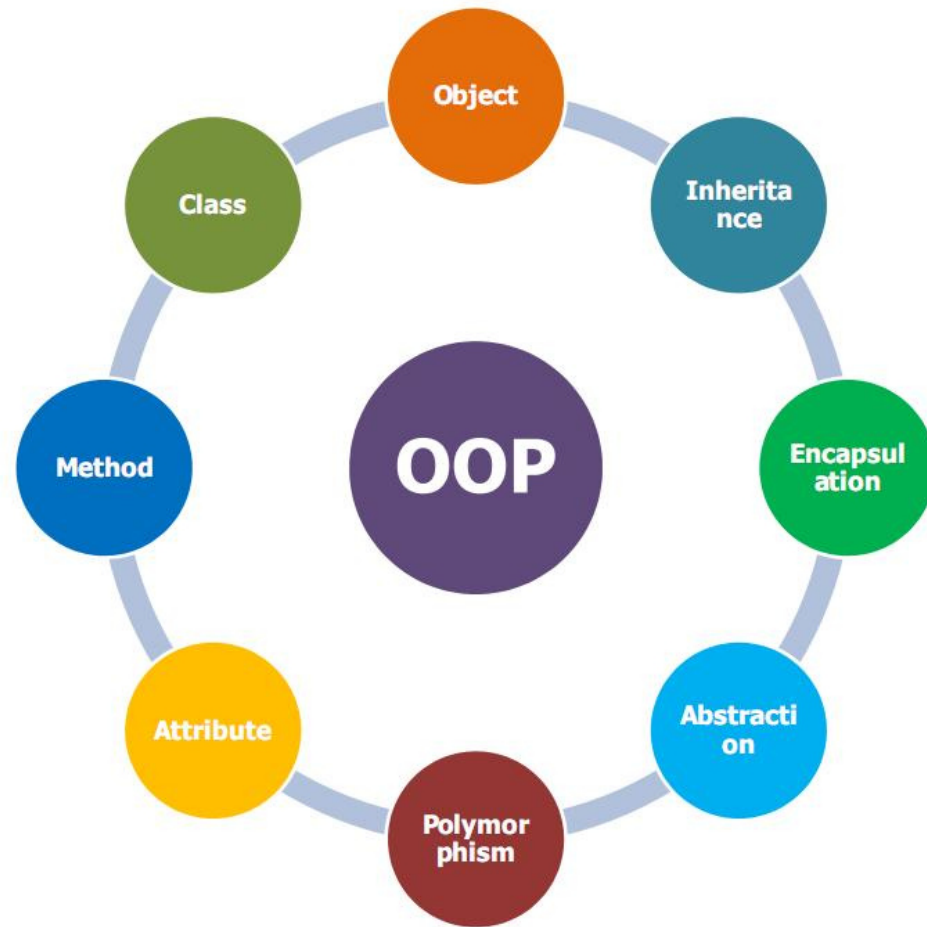 Object
Inherita
nce
Encapsul
ation
Abstracti
on
Polymor
phism
Attribute
Method
Class
OOP